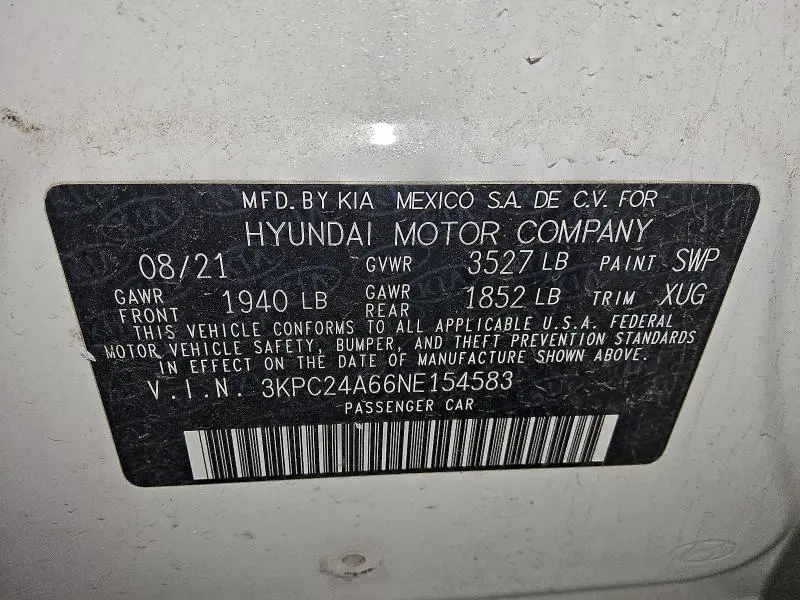 MFD. BY KIA MEXICO S.A. DE C.V. FOR
HYUNDAI MOTOR COMPANY
08/21 GVWR 3527 LB PAINT SWP
GAWR FRONT 1940 LB GAWR REAR 1852 LB TRIM XUG
THIS VEHICLE CONFORMS TO ALL APPLICABLE U.S.A. FEDERAL
MOTOR VEHICLE SAFETY, BUMPER, AND THEFT PREVENTION STANDARDS
IN EFFECT ON THE DATE OF MANUFACTURE SHOWN ABOVE.
V.I.N. 3KPC24A66NE154583
PASSENGER CAR